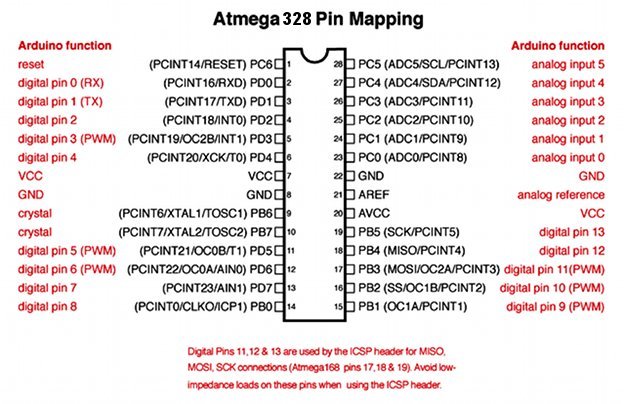 Atmega328 Pin Mapping
Arduino function Arduino function
reset (PCINT14/RESET) PC6 1 28 PC5 (ADC5/SCL/PCINT13) analog input 5
digital pin 0 (RX) (PCINT16/RXD) PD0 2 27 PC4 (ADC4/SDA/PCINT12) analog input 4
digital pin 1 (TX) (PCINT17/TXD) PD1 3 26 PC3 (ADC3/PCINT11) analog input 3
digital pin 2 (PCINT18/INT0) PD2 4 25 PC2 (ADC2/PCINT10) analog input 2
digital pin 3 (PWM) (PCINT19/OC2B/INT1) PD3 5 24 PC1 (ADC1/PCINT9) analog input 1
digital pin 4 (PCINT20/XCK/T0) PD4 6 23 PC0 (ADC0/PCINT8) analog input 0
VCC VCC 7 22 GND GND
GND GND 8 21 AREF analog reference
crystal (PCINT6/XTAL1/TOSC1) PB6 9 20 AVCC VCC
crystal (PCINT7/XTAL2/TOSC2) PB7 10 19 PB5 (SCK/PCINT5) digital pin 13
digital pin 5 (PWM) (PCINT21/OC0B/T1) PD5 11 18 PB4 (MISO/PCINT4) digital pin 12
digital pin 6 (PWM) (PCINT22/OC0A/AIN0) PD6 12 17 PB3 (MOSI/OC2A/PCINT3) digital pin 11(PWM)
digital pin 7 (PCINT23/AIN1) PD7 13 16 PB2 (SS/OC1B/PCINT2) digital pin 10 (PWM)
digital pin 8 (PCINT0/CLKO/ICP1) PB0 14 15 PB1 (OC1A/PCINT1) digital pin 9 (PWM)
Digital Pins 11,12 & 13 are used by the ICSP header for MISO,
MOSI, SCK connections (Atmega168 pins 17,18 & 19). Avoid low-
impedance loads on these pins when using the ICSP header.